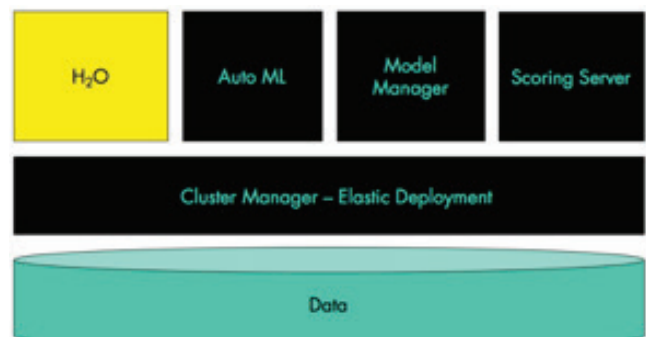 H₂O
Auto ML
Model
Manager
Scoring Server
Cluster Manager – Elastic Deployment
Data